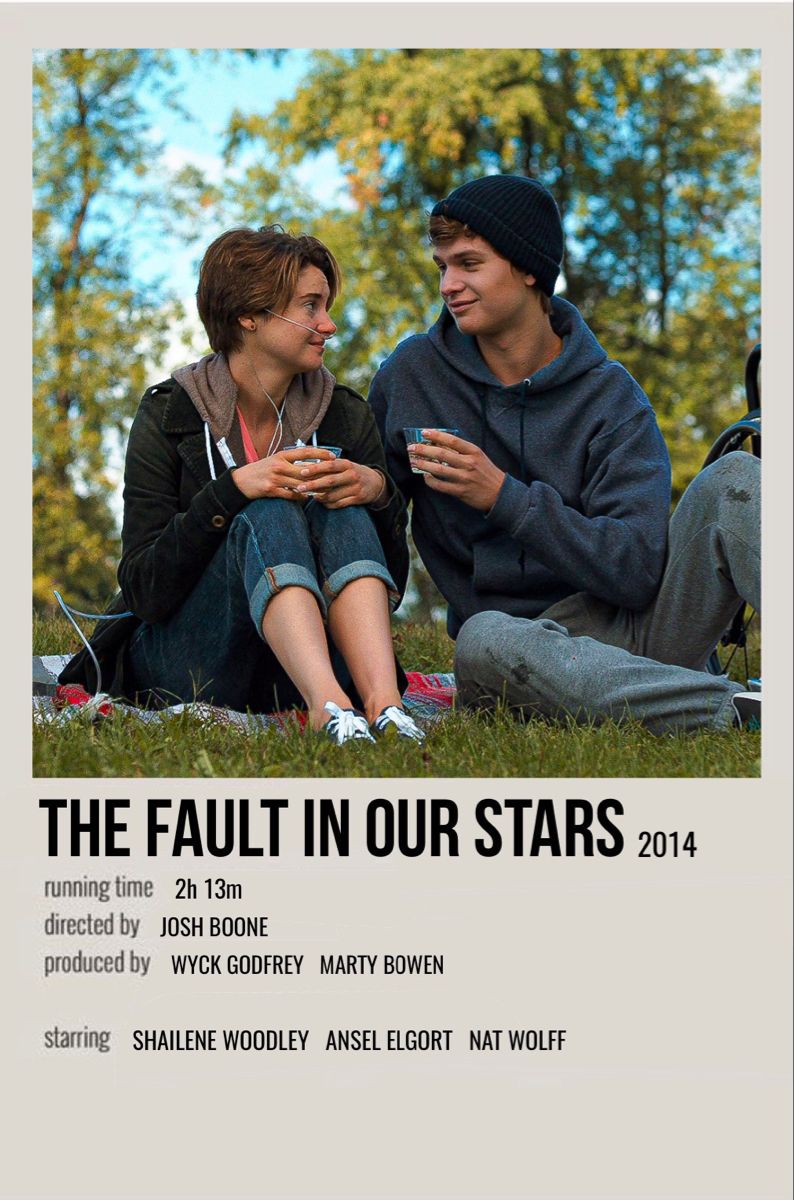 THE FAULT IN OUR STARS 2014
running time 2h 13m
directed by JOSH BOONE
produced by WYCK GODFREY MARTY BOWEN
starring SHAILENE WOODLEY ANSEL ELGORT NAT WOLFF